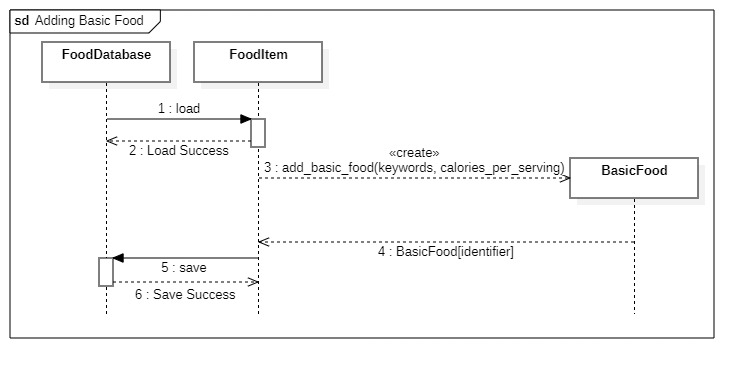 sd Adding Basic Food
FoodDatabase
FoodItem
1 : load
2 : Load Success
«create»
3 : add_basic_food(keywords, calories_per_serving)
BasicFood
4 : BasicFood[identifier]
5 : save
6 : Save Success